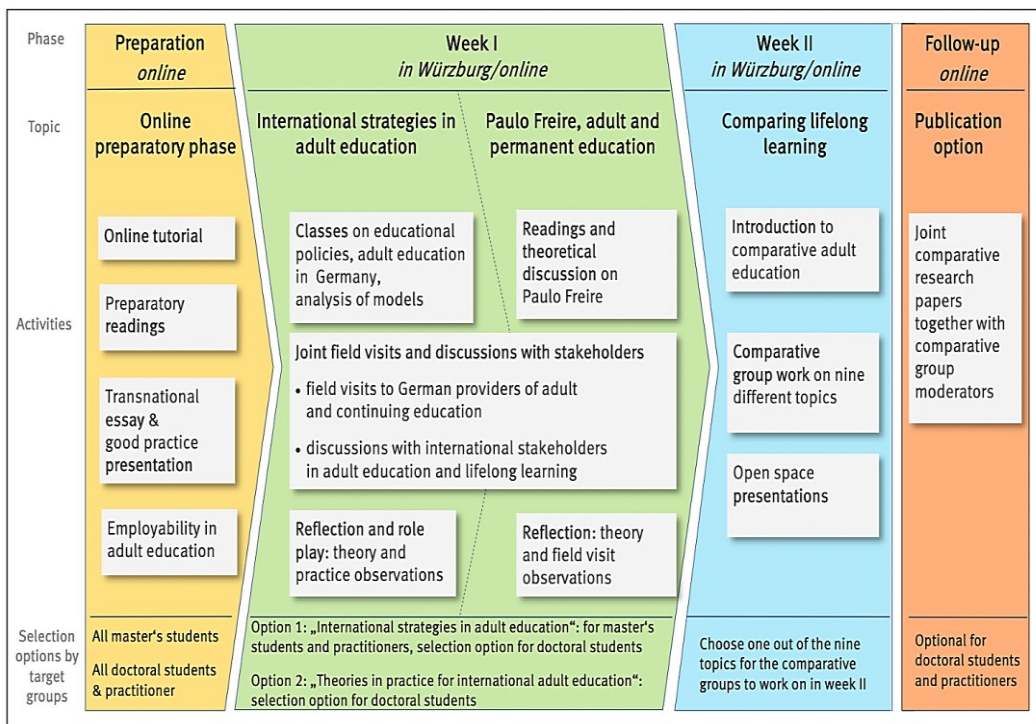 Phase
Preparation
online
Week I
in Würzburg/online
Week II
in Würzburg/online
Follow-up
online
Topic
Online
preparatory phase
International strategies in
adult education
Paulo Freire, adult and
permanent education
Comparing lifelong
learning
Publication
option
Activities
Online tutorial
Preparatory
readings
Transnational
essay &
good practice
presentation
Employability in
adult education
Classes on educational
policies, adult education
in Germany,
analysis of models
Readings and
theoretical
discussion on
Paulo Freire
Joint field visits and discussions with stakeholders
• field visits to German providers of adult
and continuing education
• discussions with international stakeholders
in adult education and lifelong learning
Reflection and role
play: theory and
practice observations
Reflection: theory
and field visit
observations
Introduction to
comparative adult
education
Comparative
group work on nine
different topics
Open space
presentations
Joint
comparative
research
papers
together with
comparative
group
moderators
Selection
options by
target
groups
All master's students
All doctoral students
& practitioner
Option 1: „International strategies in adult education“: for master's
students and practitioners, selection option for doctoral students
Option 2: „Theories in practice for international adult education“:
selection option for doctoral students
Choose one out of the nine
topics for the comparative
groups to work on in week II
Optional for
doctoral students
and practitioners